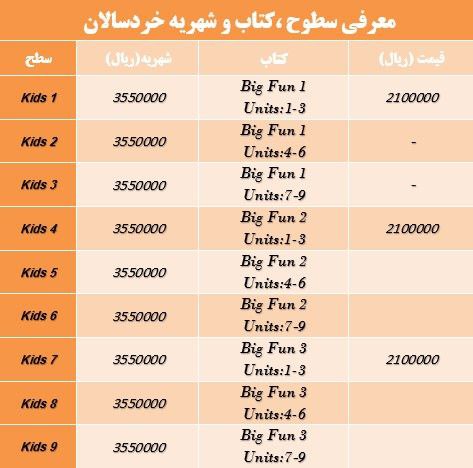 معرفی سطوح ،کتاب و شهریه خردسالان
سطح شهریه(ریال) کتاب قیمت (ریال)
Kids 1 3550000 Big Fun 1 2100000
Units:1-3
Kids 2 3550000 Big Fun 1 -
Units:4-6
Kids 3 3550000 Big Fun 1 -
Units:7-9
Kids 4 3550000 Big Fun 2 2100000
Units:1-3
Kids 5 3550000 Big Fun 2
Units:4-6
Kids 6 3550000 Big Fun 2
Units:7-9
Kids 7 3550000 Big Fun 3 2100000
Units:1-3
Kids 8 3550000 Big Fun 3
Units:4-6
Kids 9 3550000 Big Fun 3
Units:7-9